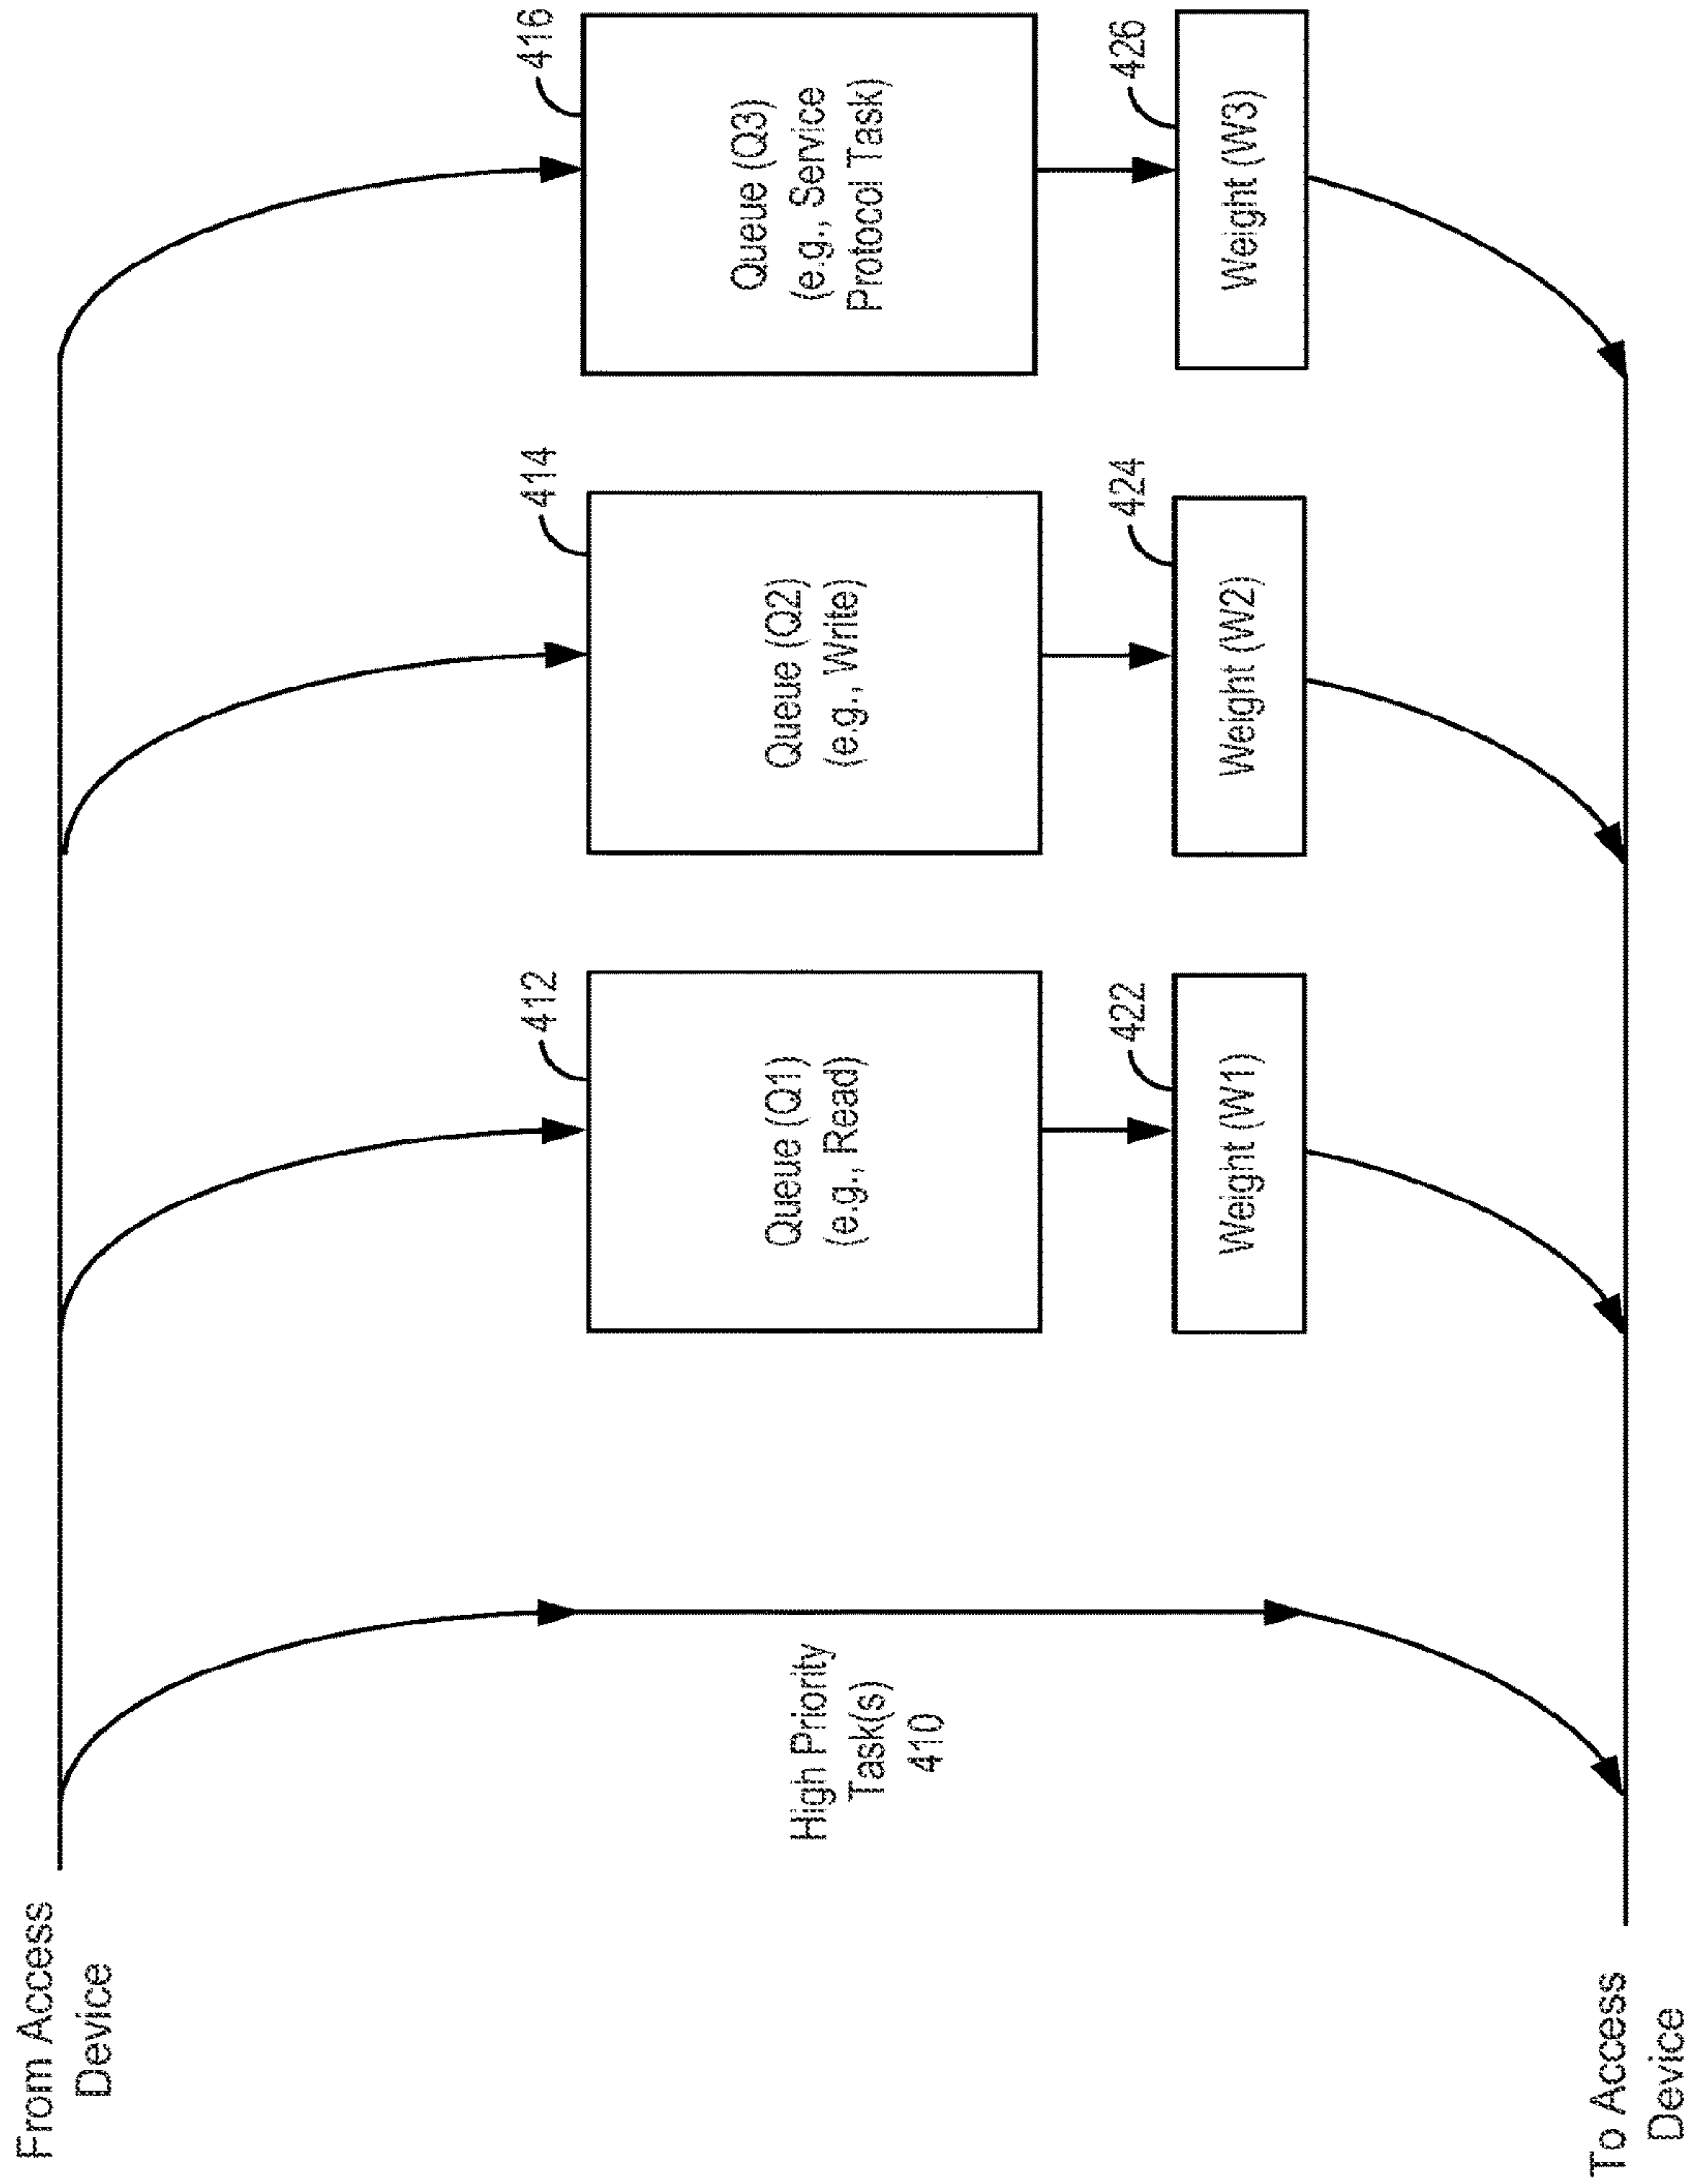 From Access
Device
High Priority
Task(s)
410
412
Queue (Q1)
(e.g., Read)
422
Weight (W1)
414
Queue (Q2)
(e.g., Write)
424
Weight (W2)
416
Queue (Q3)
(e.g., Service
Protocol Task)
426
Weight (W3)
To Access
Device